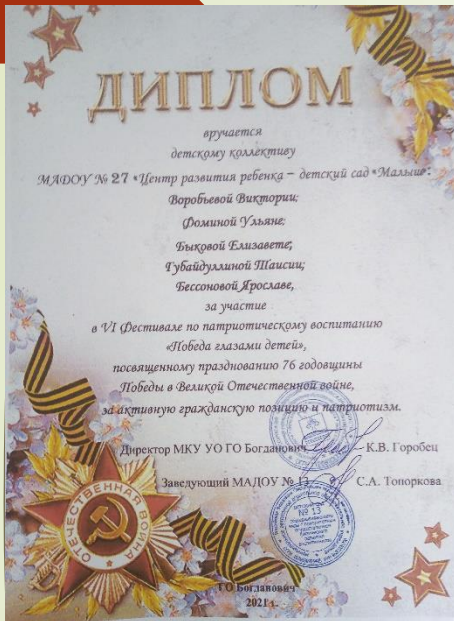 ДИПЛОМ
вручается
детскому коллективу
МАДОУ № 27 «Центр развития ребенка – детский сад «Малыш»:
Воробьевой Виктории;
Фоминой Ульяне;
Быковой Елизавете;
Губайдуллиной Таисии;
Бессоновой Ярославе,
за участие
в VI Фестивале по патриотическому воспитанию
«Победа глазами детей»,
посвященному празднованию 76 годовщины
Победы в Великой Отечественной войне,
за активную гражданскую позицию и патриотизм.
Директор МКУ УО ГО Богданович К.В. Горобец
Заведующий МАДОУ № 13 С.А. Топоркова
ОТЕЧЕСТВЕННАЯ ВОЙНА
№ 13
ГО Богданович
2021 г.